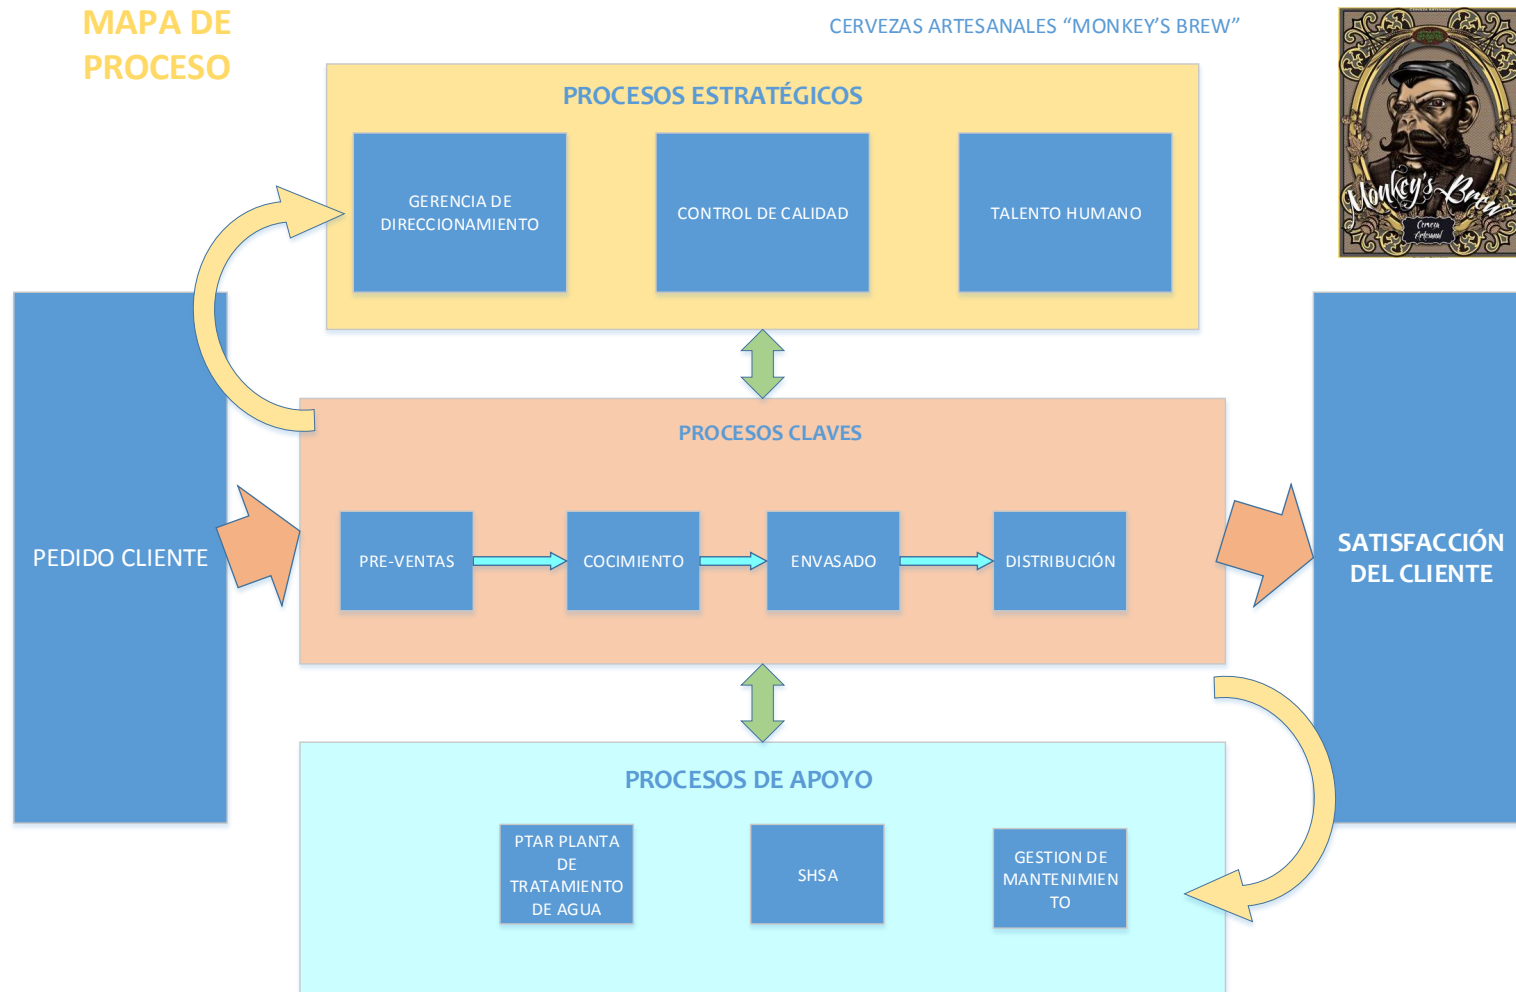 MAPA DE
PROCESO
CERVEZAS ARTESANALES “MONKEY’S BREW”
PROCESOS ESTRATÉGICOS
GERENCIA DE
DIRECCIONAMIENTO
CONTROL DE CALIDAD
TALENTO HUMANO
Monkey's Brew
Cerveza
Artesanal
PROCESOS CLAVES
PEDIDO CLIENTE
PRE-VENTAS
COCIMIENTO
ENVASADO
DISTRIBUCIÓN
SATISFACCIÓN
DEL CLIENTE
PROCESOS DE APOYO
PTAR PLANTA
DE
TRATAMIENTO
DE AGUA
SHSA
GESTION DE
MANTENIMIEN
TO